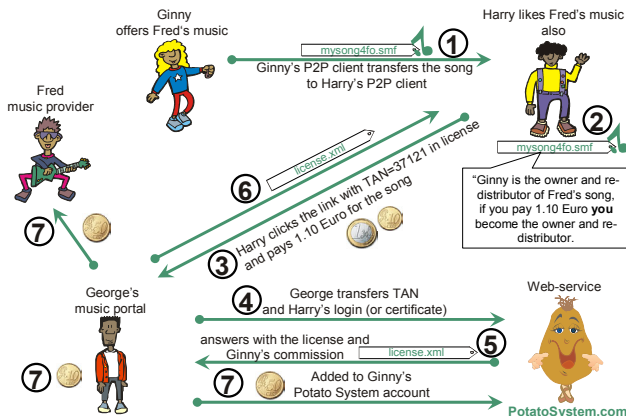 Ginny
offers Fred's music
Harry likes Fred's music
also
mysong4fo.smf
1
Ginny's P2P client transfers the song
to Harry's P2P client
Fred
music provider
2
mysong4fo.smf
"Ginny is the owner and re-
distributor of Fred's song,
if you pay 1.10 Euro you
become the owner and re-
distributor.
license.xml
6
Harry clicks the link with TAN=37121 in license
and pays 1.10 Euro for the song
3
7
George's
music portal
4
George transfers TAN
and Harry's login (or certificate)
Web-service
5
answers with the license and
Ginny's commission
license.xml
7
7
Added to Ginny's
Potato System account
PotatoSystem.com